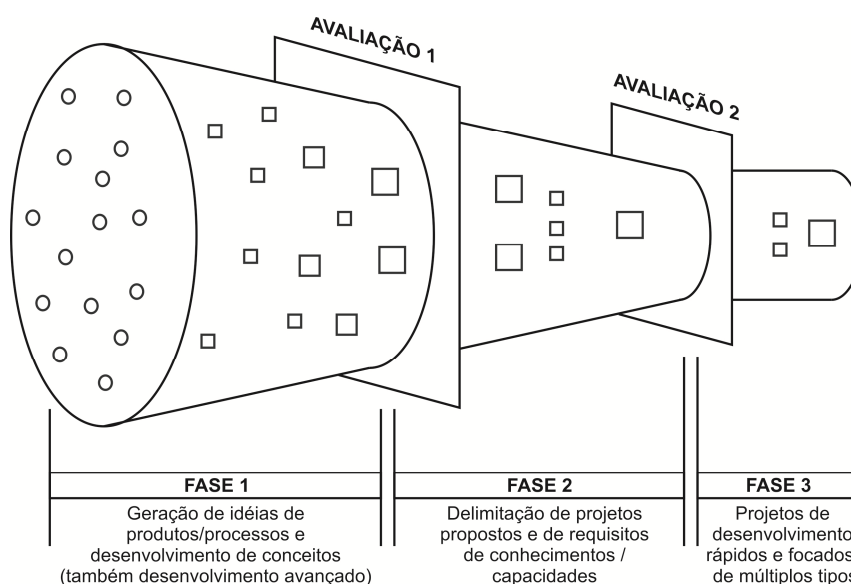 AVALIAÇÃO 1
AVALIAÇÃO 2
FASE 1
Geração de idéias de
produtos/processos e
desenvolvimento de conceitos
(também desenvolvimento avançado)
FASE 2
Delimitação de projetos
propostos e de requisitos
de conhecimentos /
capacidades
FASE 3
Projetos de
desenvolvimento
rápidos e focados
de múltiplos tipos